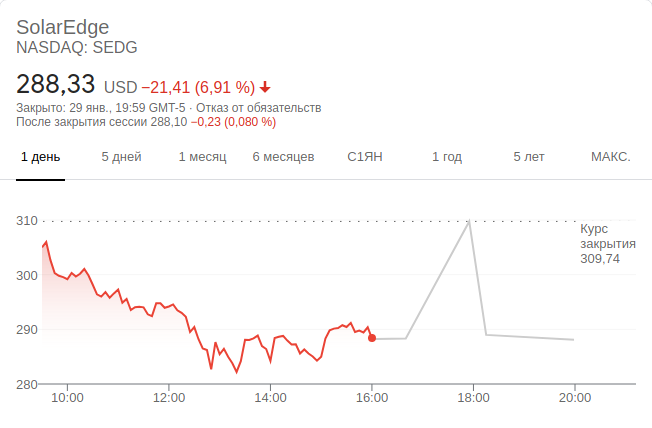 SolarEdge
NASDAQ: SEDG
288,33 USD −21,41 (6,91 %)
Закрыто: 29 янв., 19:59 GMT-5 · Отказ от обязательств
После закрытия сессии 288,10 −0,23 (0,080 %)
1 день 5 дней 1 месяц 6 месяцев С1ЯН 1 год 5 лет МАКС.
310
Курс
закрытия
309,74
300
290
280
10:00 12:00 14:00 16:00 18:00 20:00